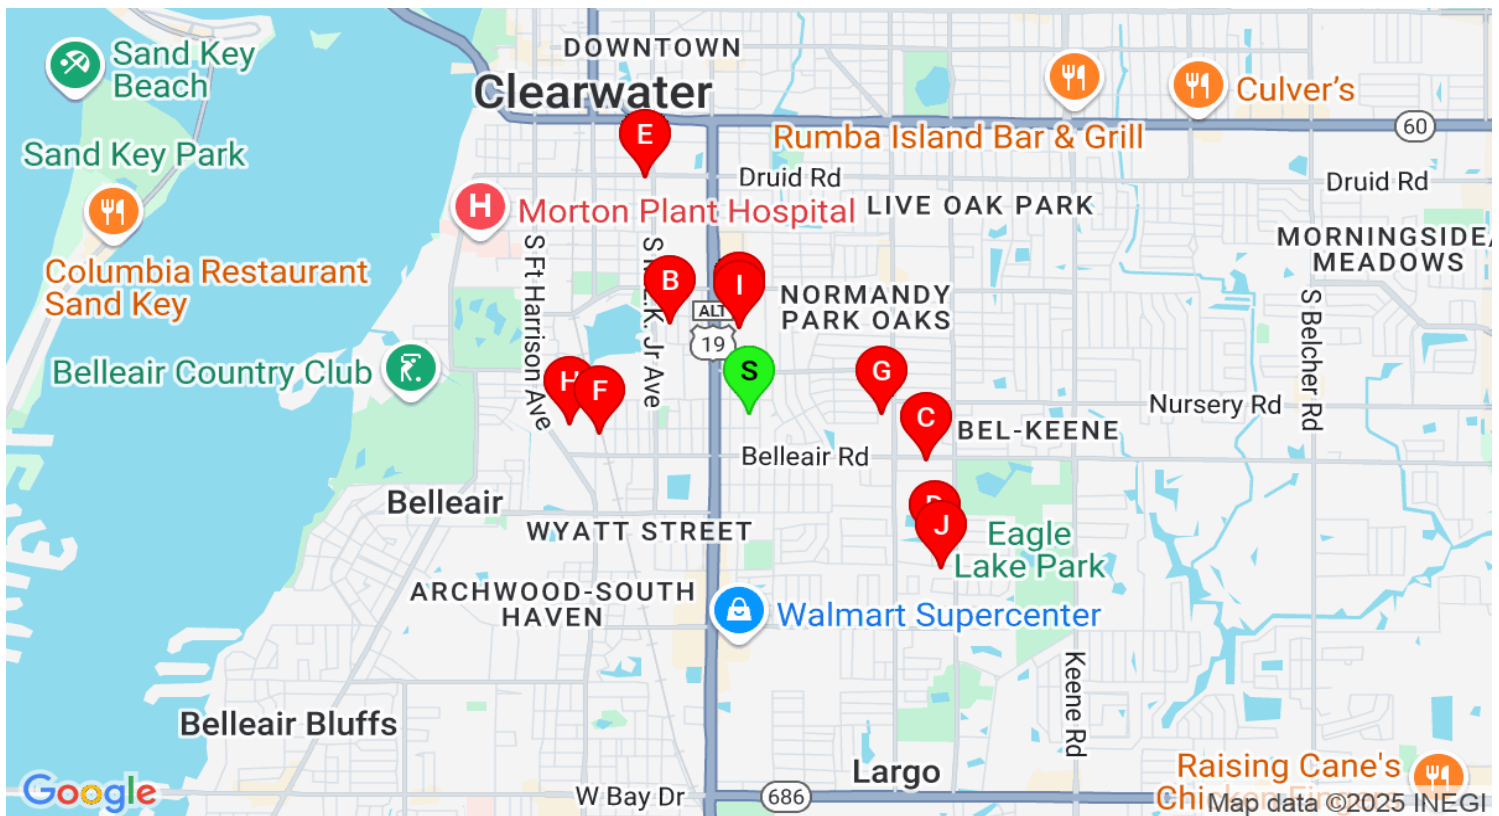 DOWNTOWN
Clearwater
Sand Key
Beach
Culver's
Rumba Island Bar & Grill
60
E
Sand Key Park
Druid Rd
Druid Rd
H
Morton Plant Hospital
LIVE OAK PARK
MORNINGSIDE
MEADOWS
Columbia Restaurant
Sand Key
S Ft Harrison Ave
B
I
NORMANDY
PARK OAKS
ALT
19
S Belcher Rd
Belleair Country Club
S
G
H
F
Nursery Rd
C
BEL-KEENE
Belleair Rd
Belleair
WYATT STREET
J
Eagle
Lake Park
ARCHWOOD-SOUTH
HAVEN
Walmart Supercenter
Keene Rd
Belleair Bluffs
Largo
Raising Cane's
Google
W Bay Dr
686
Map data ©2025 INEGI